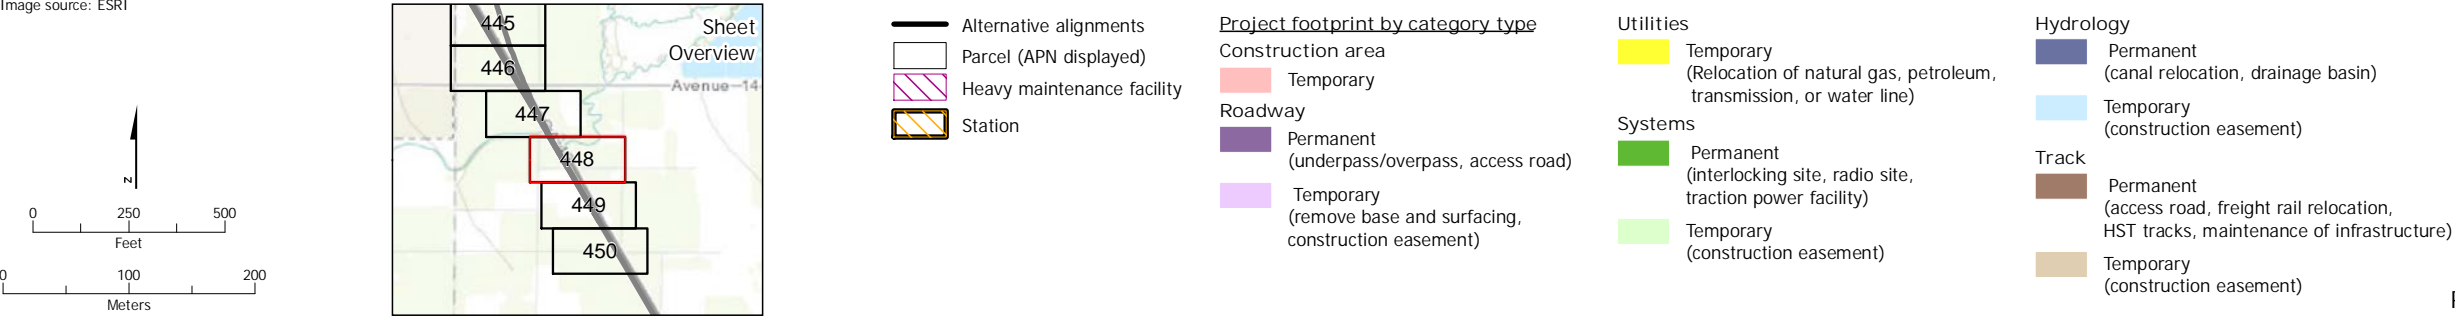 Image source: ESRI
N
0 250 500
Feet
0 100 200
Meters
Sheet
Overview
Avenue-14
445
446
447
448
449
450
Alternative alignments
Parcel (APN displayed)
Heavy maintenance facility
Station
Project footprint by category type
Construction area
Temporary
Roadway
Permanent
(underpass/overpass, access road)
Temporary
(remove base and surfacing,
construction easement)
Utilities
Temporary
(Relocation of natural gas, petroleum,
transmission, or water line)
Systems
Permanent
(interlocking site, radio site,
traction power facility)
Temporary
(construction easement)
Hydrology
Permanent
(canal relocation, drainage basin)
Temporary
(construction easement)
Track
Permanent
(access road, freight rail relocation,
HST tracks, maintenance of infrastructure)
Temporary
(construction easement)